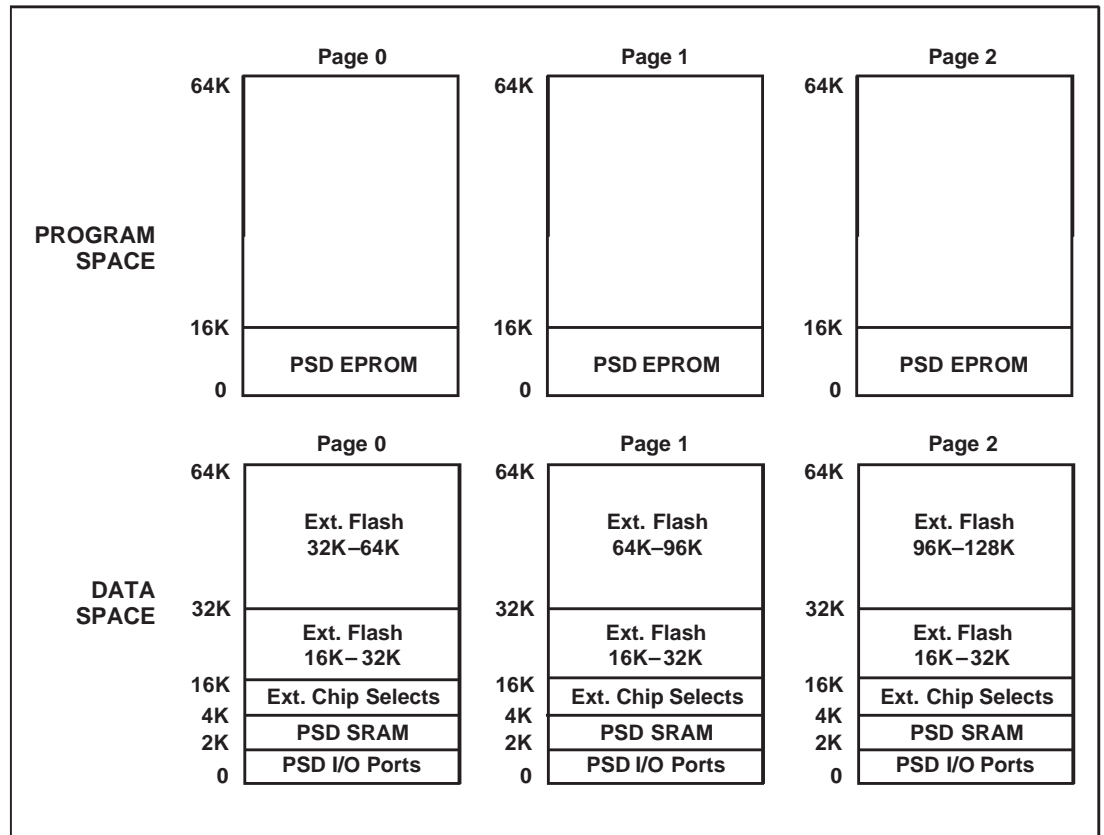 Page 0 Page 1 Page 2
64K 64K 64K
PROGRAM
SPACE
16K 16K 16K
PSD EPROM PSD EPROM PSD EPROM
0 0 0
Page 0 Page 1 Page 2
64K 64K 64K
Ext. Flash Ext. Flash Ext. Flash
32K–64K 64K–96K 96K–128K
DATA
SPACE
32K 32K 32K
Ext. Flash Ext. Flash Ext. Flash
16K–32K 16K–32K 16K–32K
16K 16K 16K
Ext. Chip Selects Ext. Chip Selects Ext. Chip Selects
4K 4K 4K
PSD SRAM PSD SRAM PSD SRAM
2K 2K 2K
PSD I/O Ports PSD I/O Ports PSD I/O Ports
0 0 0